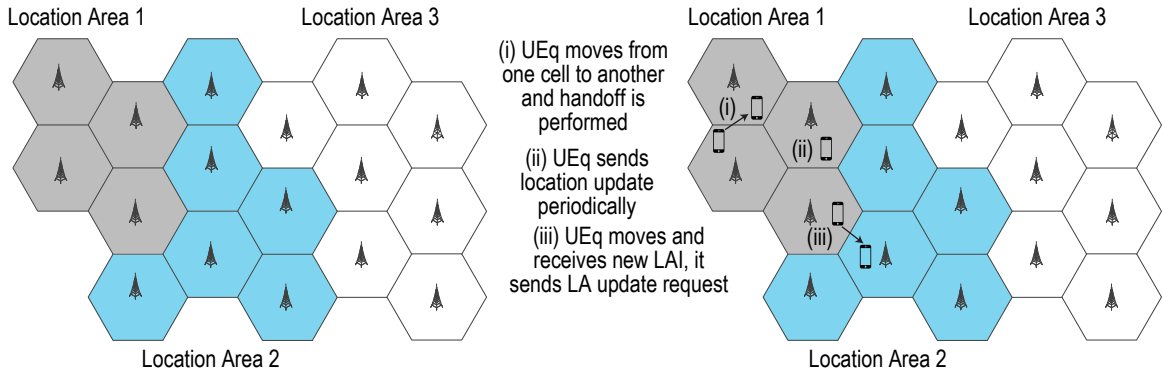 Location Area 1
Location Area 3
Location Area 2
(i) UEq moves from
one cell to another
and handoff is
performed
(ii) UEq sends
location update
periodically
(iii) UEq moves and
receives new LAI, it
sends LA update request
Location Area 1
Location Area 3
(i)
(ii)
(iii)
Location Area 2